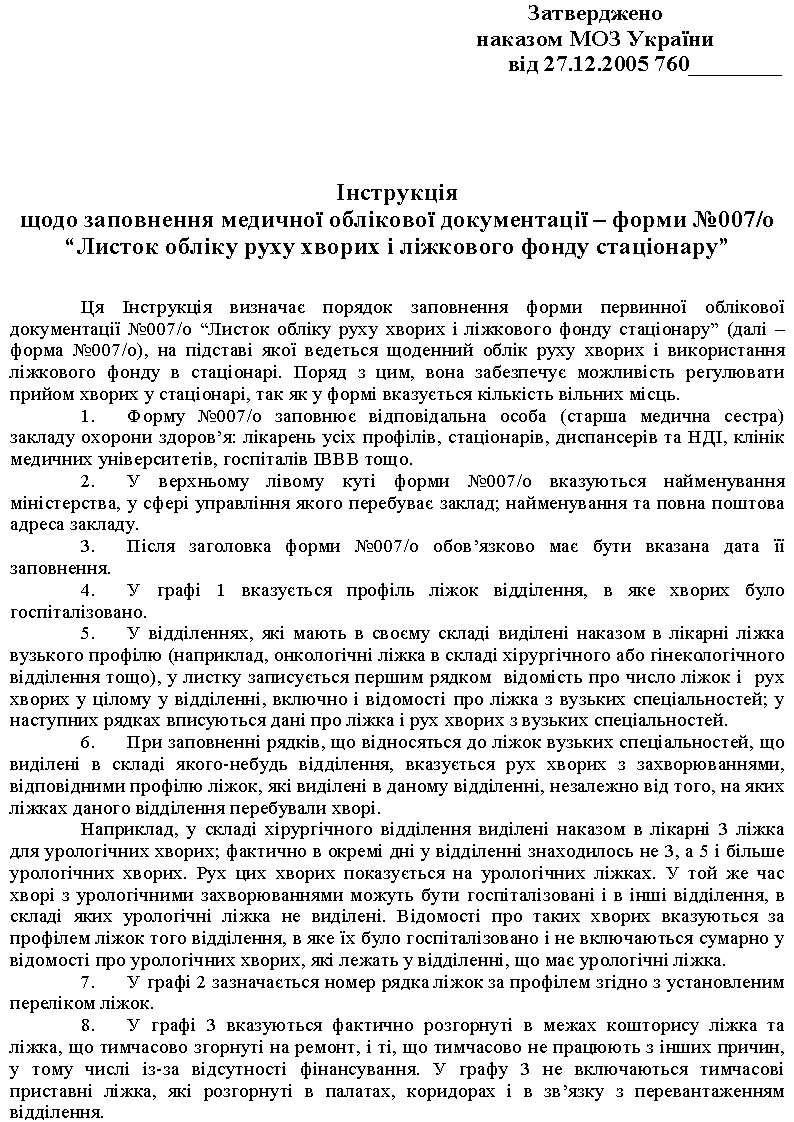 Затверджено
наказом МОЗ України
від 27.12.2005 760________
Інструкція
щодо заповнення медичної облікової документації – форми №007/о
“Листок обліку руху хворих і ліжкового фонду стаціонару”
Ця Інструкція визначає порядок заповнення форми первинної облікової
документації №007/о “Листок обліку руху хворих і ліжкового фонду стаціонару” (далі –
форма №007/о), на підставі якої ведеться щоденний облік руху хворих і використання
ліжкового фонду в стаціонарі. Поряд з цим, вона забезпечує можливість регулювати
прийом хворих у стаціонарі, так як у формі вказується кількість вільних місць.
1. Форму №007/о заповнює відповідальна особа (старша медична сестра)
закладу охорони здоров’я: лікарень усіх профілів, стаціонарів, диспансерів та НДІ, клінік
медичних університетів, госпіталів ІВВВ тощо.
2. У верхньому лівому куті форми №007/о вказуються найменування
міністерства, у сфері управління якого перебуває заклад; найменування та повна поштова
адреса закладу.
3. Після заголовка форми №007/о обов’язково має бути вказана дата її
заповнення.
4. У графі 1 вказується профіль ліжок відділення, в яке хворих було
госпіталізовано.
5. У відділеннях, які мають в своєму складі виділені наказом в лікарні ліжка
вузького профілю (наприклад, онкологічні ліжка в складі хірургічного або гінекологічного
відділення тощо), у листку записується першим рядком відомість про число ліжок і рух
хворих у цілому у відділенні, включно і відомості про ліжка з вузьких спеціальностей; у
наступних рядках вписуються дані про ліжка і рух хворих з вузьких спеціальностей.
6. При заповненні рядків, що відносяться до ліжок вузьких спеціальностей, що
виділені в складі якого-небудь відділення, вказується рух хворих з захворюваннями,
відповідними профілю ліжок, які виділені в даному відділенні, незалежно від того, на яких
ліжках даного відділення перебували хворі.
Наприклад, у складі хірургічного відділення виділені наказом в лікарні 3 ліжка
для урологічних хворих; фактично в окремі дні у відділенні знаходилось не 3, а 5 і більше
урологічних хворих. Рух цих хворих показується на урологічних ліжках. У той же час
хворі з урологічними захворюваннями можуть бути госпіталізовані і в інші відділення, в
складі яких урологічні ліжка не виділені. Відомості про таких хворих вказуються за
профілем ліжок того відділення, в яке їх було госпіталізовано і не включаються сумарно у
відомості про урологічних хворих, які лежать у відділенні, що має урологічні ліжка.
7. У графі 2 зазначається номер рядка ліжок за профілем згідно з установленим
переліком ліжок.
8. У графі 3 вказуються фактично розгорнуті в межах кошторису ліжка та
ліжка, що тимчасово згорнуті на ремонт, і ті, що тимчасово не працюють з інших причин,
у тому числі із-за відсутності фінансування. У графу 3 не включаються тимчасові
приставні ліжка, які розгорнуті в палатах, коридорах і в зв’язку з перевантаженням
відділення.